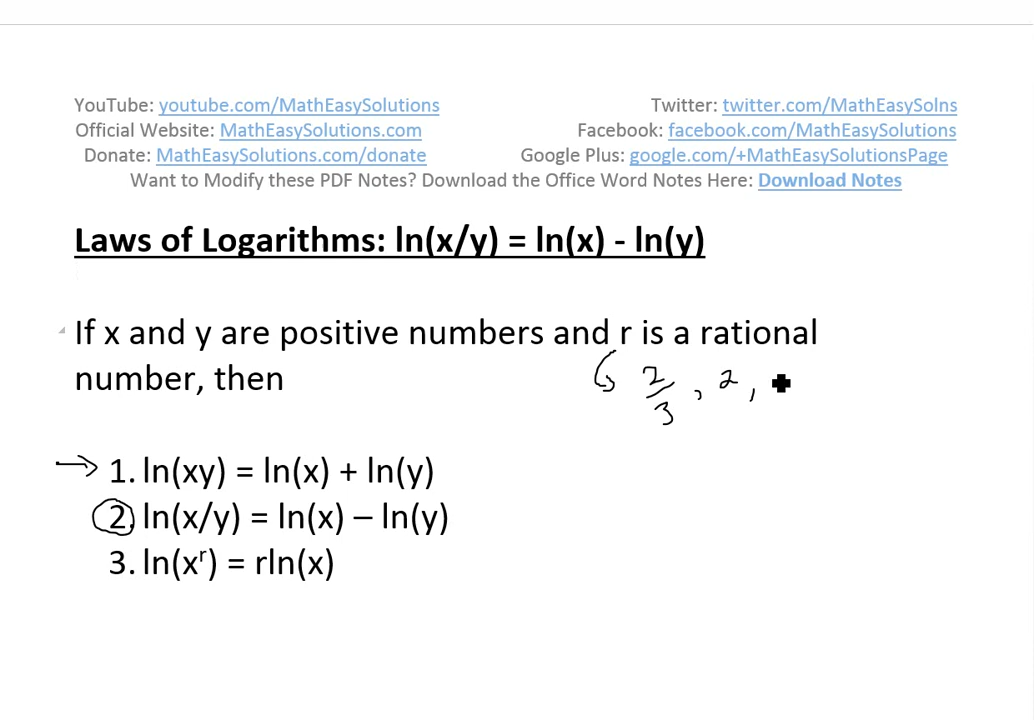 YouTube: youtube.com/MathEasySolutions Twitter: twitter.com/MathEasySolns
Official Website: MathEasySolutions.com Facebook: facebook.com/MathEasySolutions
Donate: MathEasySolutions.com/donate Google Plus: google.com/+MathEasySolutionsPage
Want to Modify these PDF Notes? Download the Office Word Notes Here: Download Notes
Laws of Logarithms: ln(x/y) = ln(x) - ln(y)
If x and y are positive numbers and r is a rational
number, then
2/3, 2,
→ 1. ln(xy) = ln(x) + ln(y)
2. ln(x/y) = ln(x) – ln(y)
3. ln(xʳ) = rln(x)